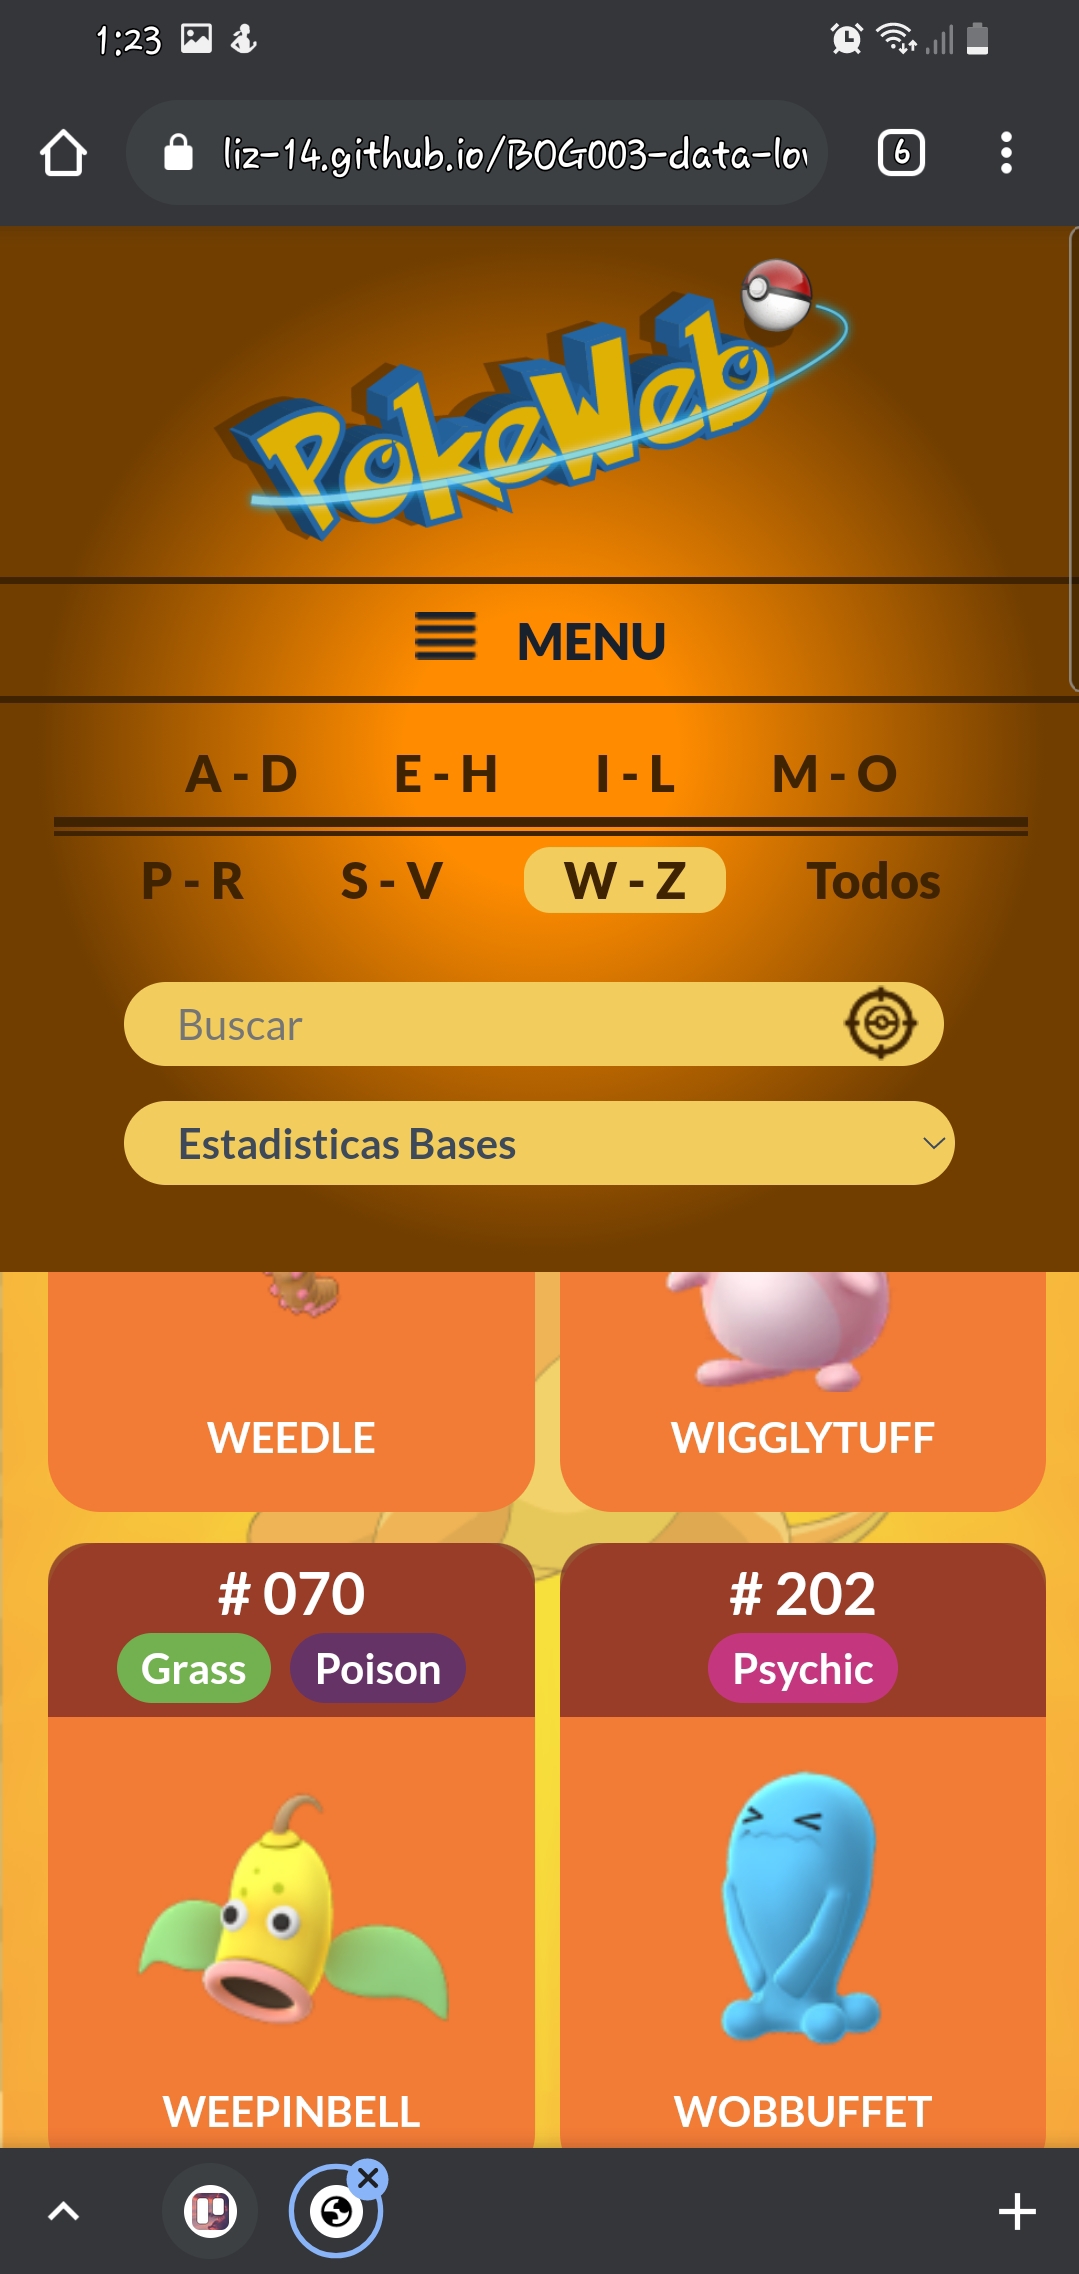 1:23
liz-14.github.io/BOG003-data-lov
6
PokeWeb
MENU
A - D E - H I - L M - O
P - R S - V W - Z Todos
Buscar
Estadisticas Bases
WEEDLE WIGGLYTUFF
# 070 # 202
Grass Poison Psychic
WEEPINBELL WOBBUFFET